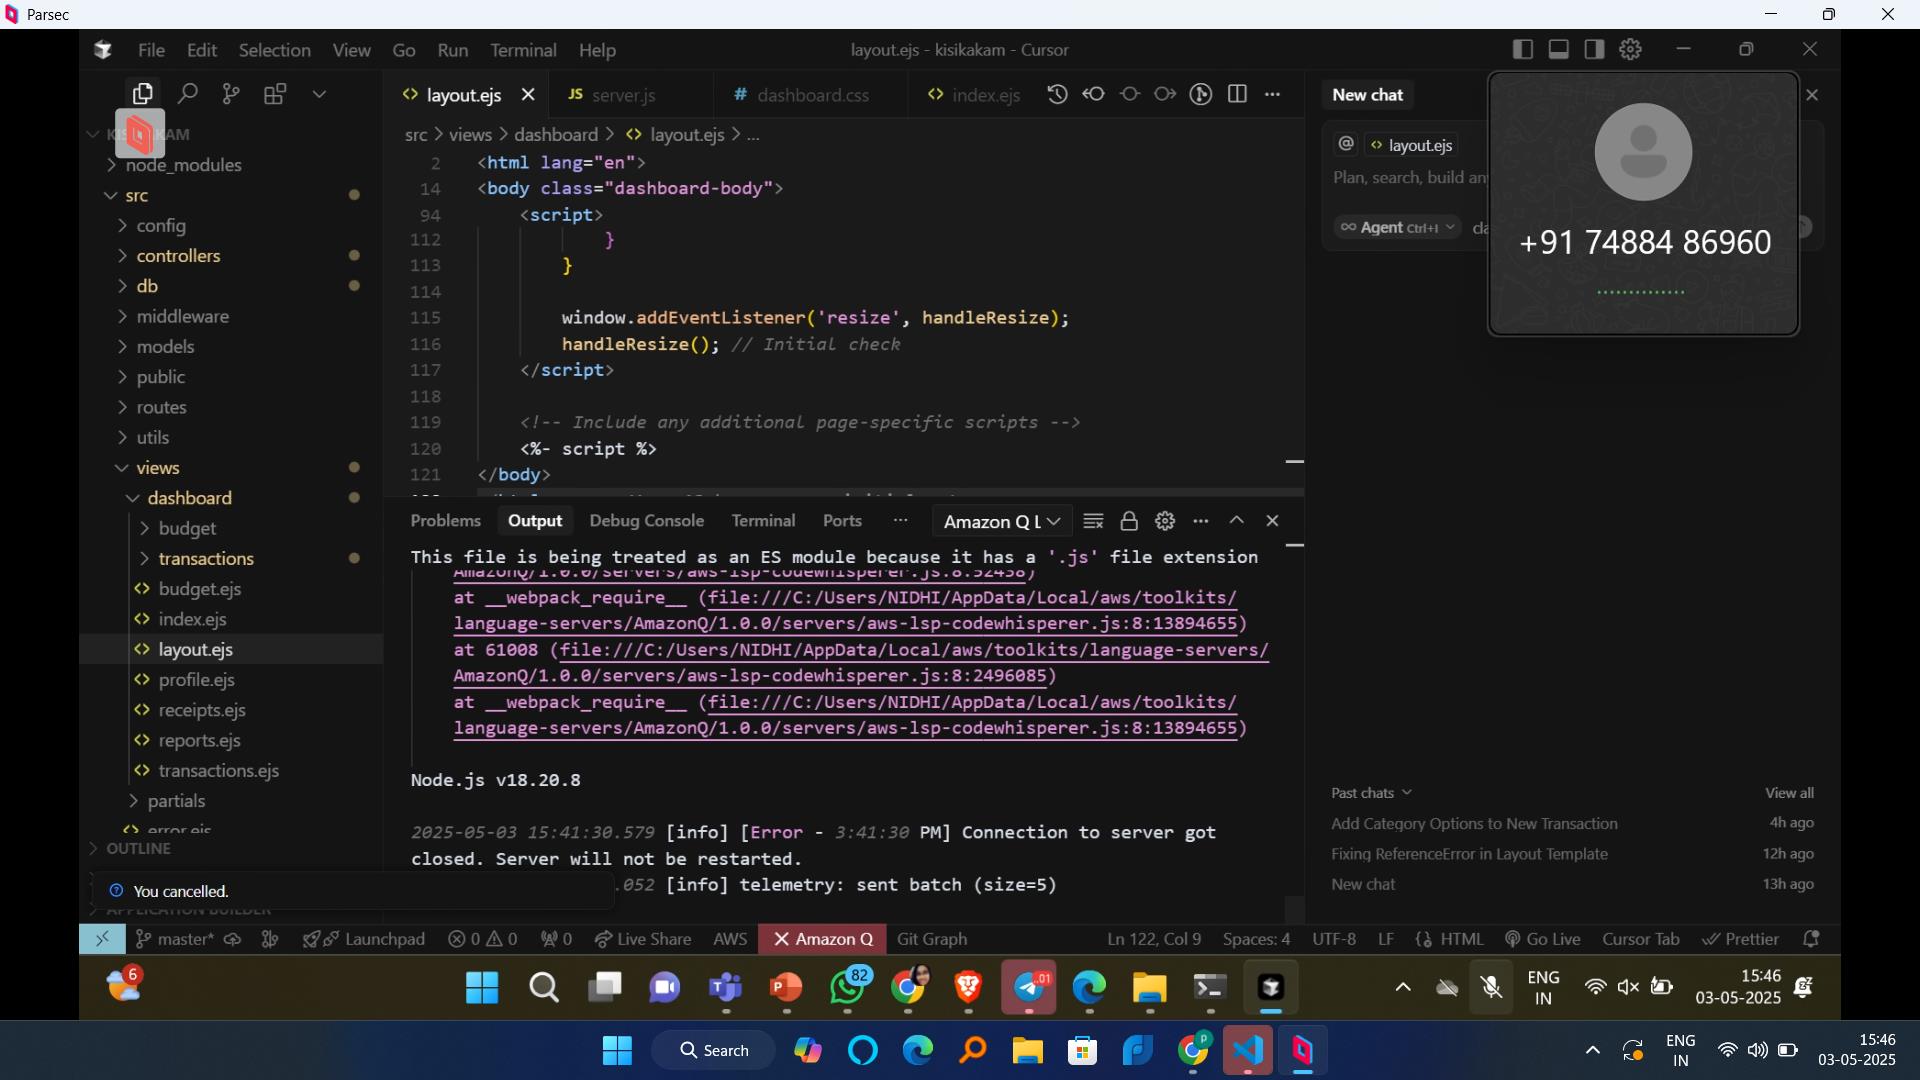 Parsec
File Edit Selection View Go Run Terminal Help
layout.ejs - kisikakam - Cursor
layout.ejs
JS server.js
# dashboard.css
index.ejs
src > views > dashboard > layout.ejs > ...
2 <html lang="en">
14 <body class="dashboard-body">
94 <script>
112 }
113 }
114
115 window.addEventListener('resize', handleResize);
116 handleResize(); // Initial check
117 </script>
118
119 <!-- Include any additional page-specific scripts -->
120 <%- script %>
121 </body>
node_modules
src
config
controllers
db
middleware
models
public
routes
utils
views
dashboard
budget
transactions
budget.ejs
index.ejs
layout.ejs
profile.ejs
receipts.ejs
reports.ejs
transactions.ejs
partials
error.ejs
OUTLINE
You cancelled.
APPLICATION BUILDER
Problems Output Debug Console Terminal Ports ... Amazon Q L
This file is being treated as an ES module because it has a '.js' file extension
AmazonQ/1.0.0/servers/aws-lsp-codewhisperer.js:8:52458)
at __webpack_require__ (file:///C:/Users/NIDHI/AppData/Local/aws/toolkits/
language-servers/AmazonQ/1.0.0/servers/aws-lsp-codewhisperer.js:8:13894655)
at 61008 (file:///C:/Users/NIDHI/AppData/Local/aws/toolkits/language-servers/
AmazonQ/1.0.0/servers/aws-lsp-codewhisperer.js:8:2496085)
at __webpack_require__ (file:///C:/Users/NIDHI/AppData/Local/aws/toolkits/
language-servers/AmazonQ/1.0.0/servers/aws-lsp-codewhisperer.js:8:13894655)
Node.js v18.20.8
2025-05-03 15:41:30.579 [info] [Error - 3:41:30 PM] Connection to server got
closed. Server will not be restarted.
.052 [info] telemetry: sent batch (size=5)
New chat
@ layout.ejs
Plan, search, build
∞ Agent Ctrl+I
+91 74884 86960
Past chats
View all
Add Category Options to New Transaction 4h ago
Fixing ReferenceError in Layout Template 12h ago
New chat 13h ago
master* Launchpad 0 0 0 Live Share AWS Amazon Q Git Graph Ln 122, Col 9 Spaces: 4 UTF-8 LF HTML Go Live Cursor Tab Prettier
6
82
.01
ENG
IN
15:46
03-05-2025
Search
ENG
IN
15:46
03-05-2025